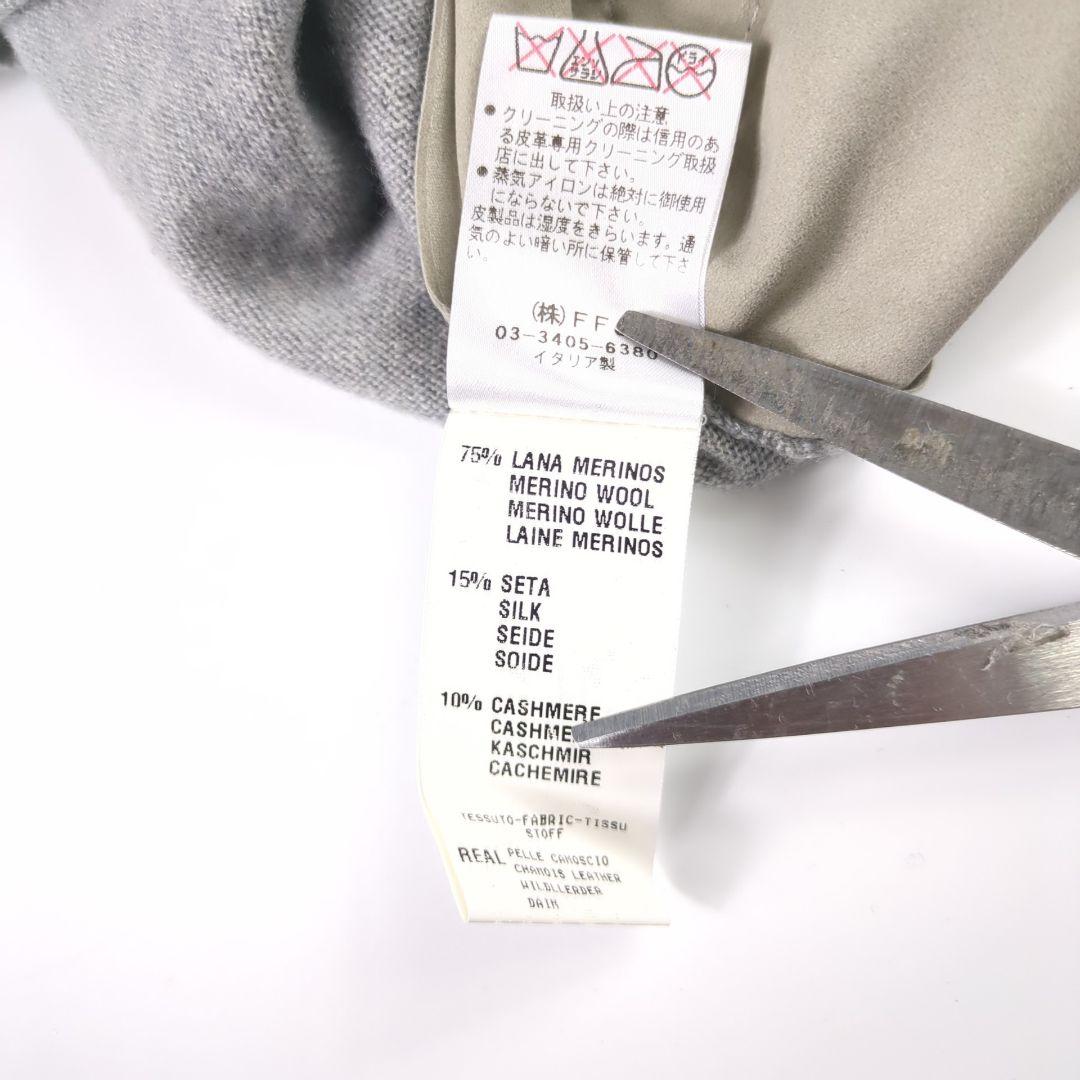 エンソ
サラシ
ドライ
取扱い上の注意
● クリーニングの際は信用のあ
る皮革専用クリーニング取扱
店に出して下さい。
● 蒸気アイロンは絶対に御使用
にならないで下さい。
皮製品は湿度をきらいます。通
気のよい暗い所に保管して下さ
い。
(株)FF
03-3405-6380
イタリア製
75% LANA MERINOS
MERINO WOOL
MERINO WOLLE
LAINE MERINOS
15% SETA
SILK
SEIDE
SOIDE
10% CASHMERE
CASHME
KASCHMIR
CACHEMIRE
TESSUTO-FABRIC-TISSU
STOFF
REAL PELLE CAMOSCIO
CHAMOIS LEATHER
WILDLLERDER
DAIM